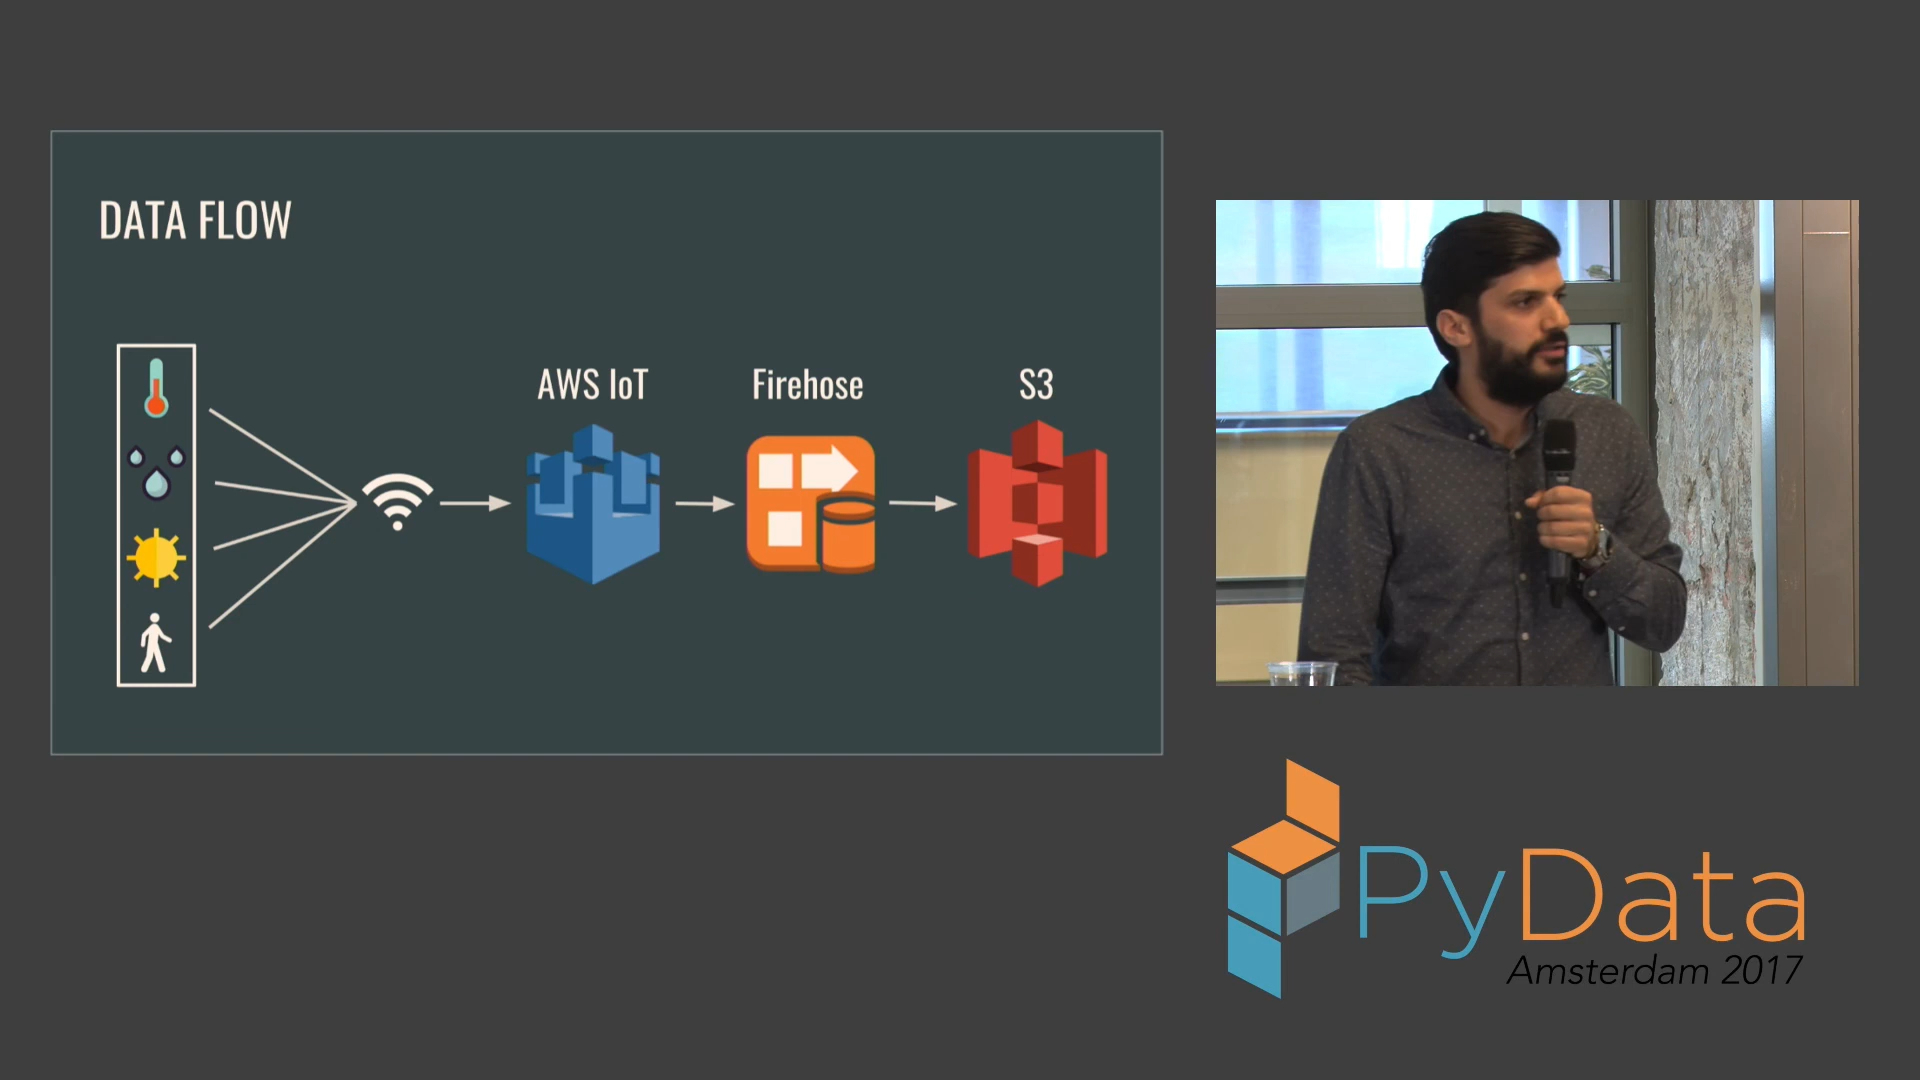 DATA FLOW
AWS IoT
Firehose
S3
PyData
Amsterdam 2017